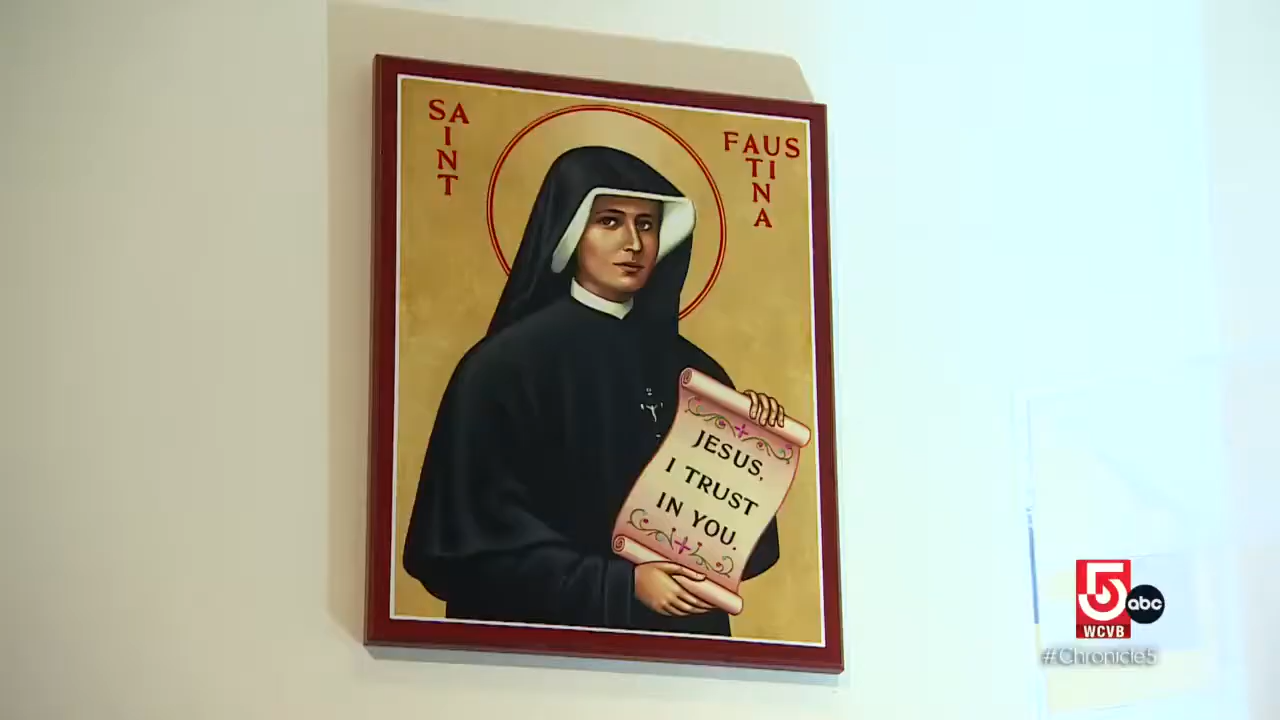 SAINT
FAUSTINA
JESUS,
I TRUST
IN YOU.
5
abc
WCVB
#Chronicle5